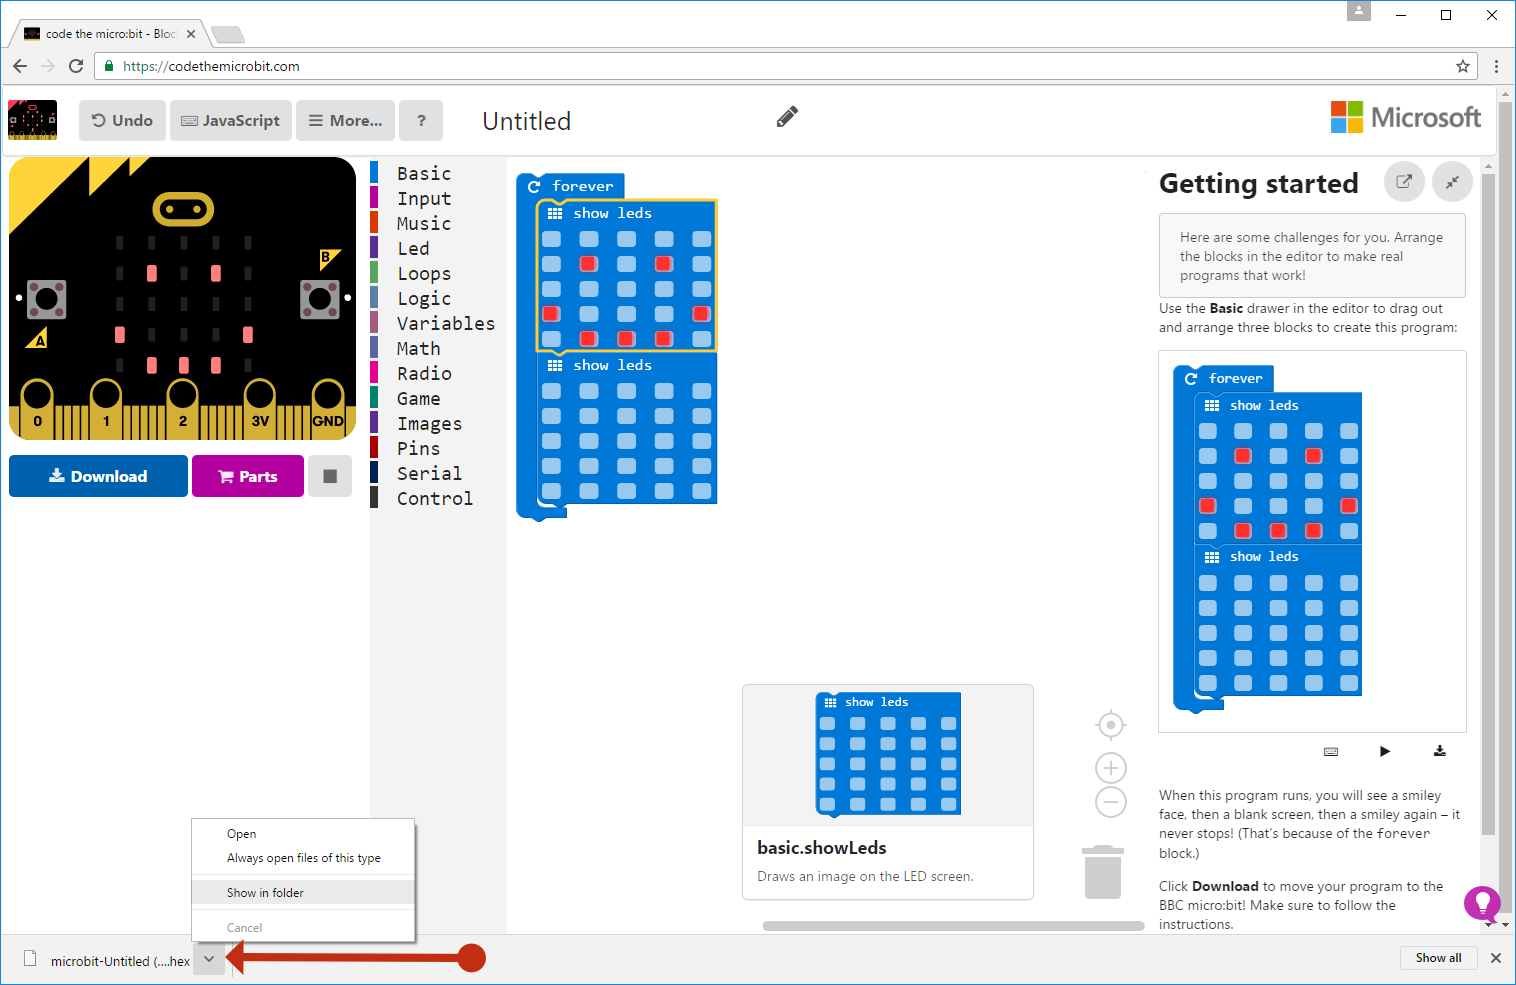 code the micro:bit - Bloc
https://codethemicrobit.com
Undo
JavaScript
More...
?
Untitled
Microsoft
B
A
0
1
2
3V
GND
Download
Parts
Basic
Input
Music
Led
Loops
Logic
Variables
Math
Radio
Game
Images
Pins
Serial
Control
forever
show leds
show leds
show leds
basic.showLeds
Draws an image on the LED screen.
Getting started
Here are some challenges for you. Arrange
the blocks in the editor to make real
programs that work!
Use the Basic drawer in the editor to drag out
and arrange three blocks to create this program:
forever
show leds
show leds
When this program runs, you will see a smiley
face, then a blank screen, then a smiley again – it
never stops! (That's because of the forever
block.)
Click Download to move your program to the
BBC micro:bit! Make sure to follow the
instructions.
Open
Always open files of this type
Show in folder
Cancel
microbit-Untitled (....hex
Show all